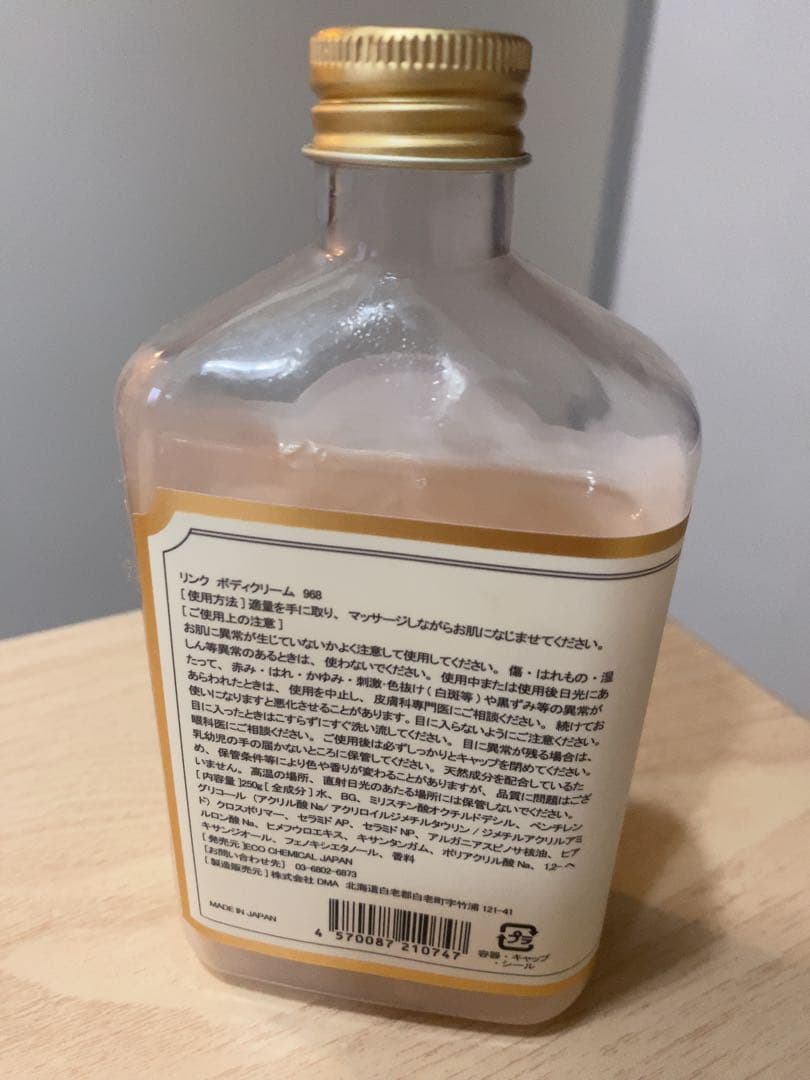 リンク ボディクリーム 968
[使用方法]適量を手に取り、マッサージしながらお肌になじませてください。
[ご使用上の注意]
お肌に異常が生じていないかよく注意して使用してください。傷・はれもの・湿
しん等異常のあるときは、使わないでください。使用中または使用後日光にあ
たって、赤み・はれ・かゆみ・刺激・色抜け(白斑等)や黒ずみ等の異常が
あらわれたときは、使用を中止し、皮膚科専門医にご相談ください。続けてお
使いになりますと悪化させることがあります。目に入らないようにご注意ください。
目に入ったときはこすらずにすぐ洗い流してください。目に異常が残る場合は、
眼科医にご相談ください。ご使用後は必ずしっかりとキャップを閉めてください。
乳幼児の手の届かないところに保管してください。天然成分を配合しているた
め、保管条件等により色や香りが変わることがありますが、品質に問題はござ
いません。高温の場所、直射日光のあたる場所には保管しないでください。
[内容量]250g[全成分]水、BG、ミリスチン酸オクチルドデシル、ペンチレン
グリコール(アクリル酸Na/アクリロイルジメチルタウリン/ジメチルアクリルアミ
ド)クロスポリマー、セラミドAP、セラミドNP、アルガニアスピノサ核油、ヒア
ルロン酸Na、ヒメフウロエキス、キサンタンガム、ポリアクリル酸Na、1,2-ヘ
キサンジオール、フェノキシエタノール、香料
[発売元]ECO CHEMICAL JAPAN
[お問い合わせ先] 03-6802-6873
[製造販売元]株式会社 DMA 北海道白老郡白老町字竹浦 121-41
MADE IN JAPAN
4 570087 210747
プラ
容器・キャップ
・シール